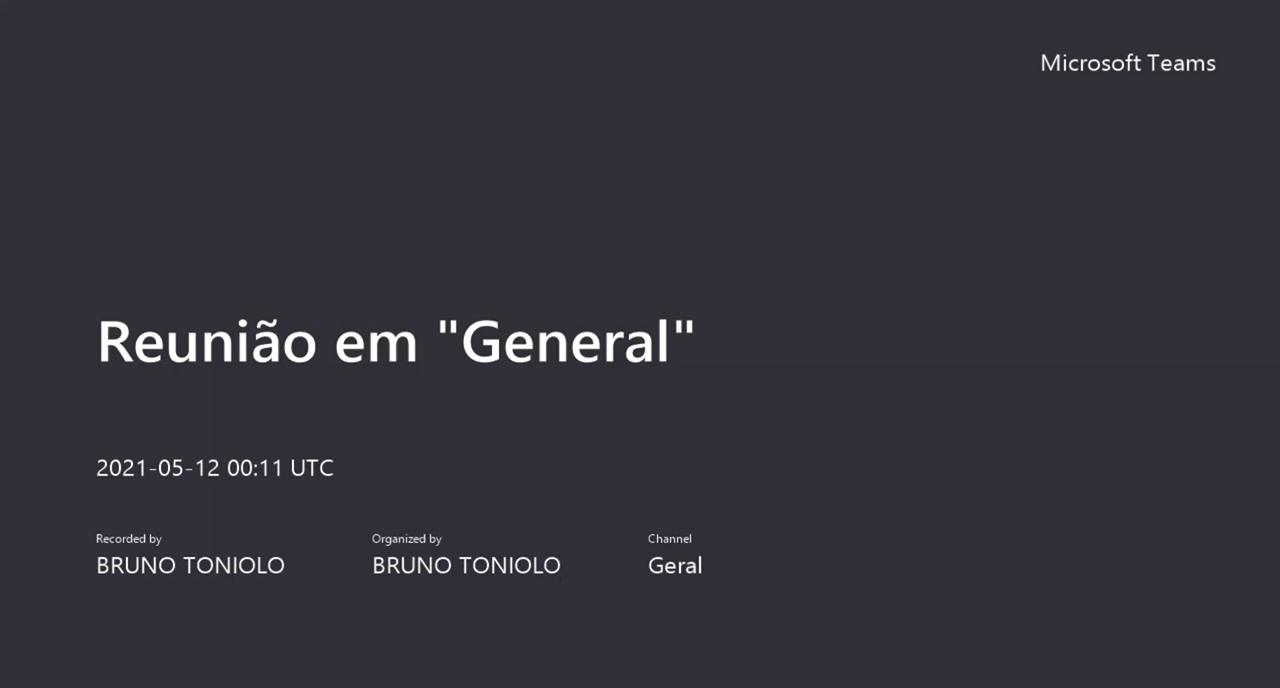 Microsoft Teams
Reunião em "General"
2021-05-12 00:11 UTC
Recorded by
BRUNO TONIOLO
Organized by
BRUNO TONIOLO
Channel
Geral